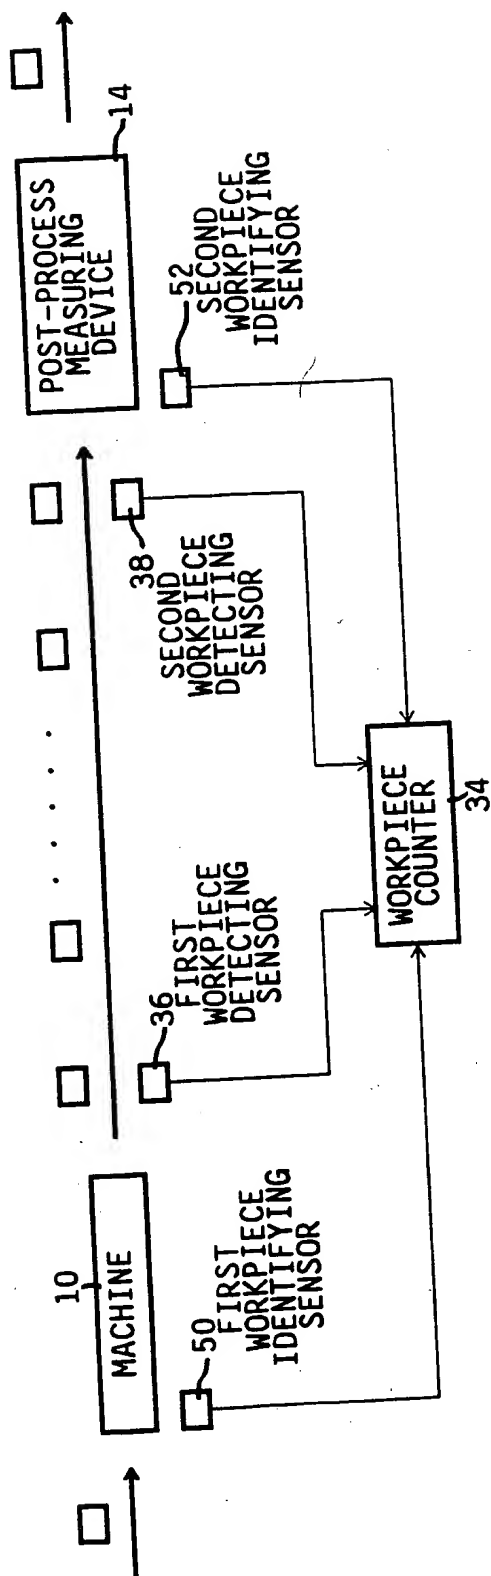 10
MACHINE
50
FIRST
WORKPIECE
IDENTIFYING
SENSOR
36
FIRST
WORKPIECE
DETECTING
SENSOR
38
SECOND
WORKPIECE
DETECTING
SENSOR
POST-PROCESS
MEASURING
DEVICE
14
52
SECOND
WORKPIECE
IDENTIFYING
SENSOR
WORKPIECE
COUNTER
34